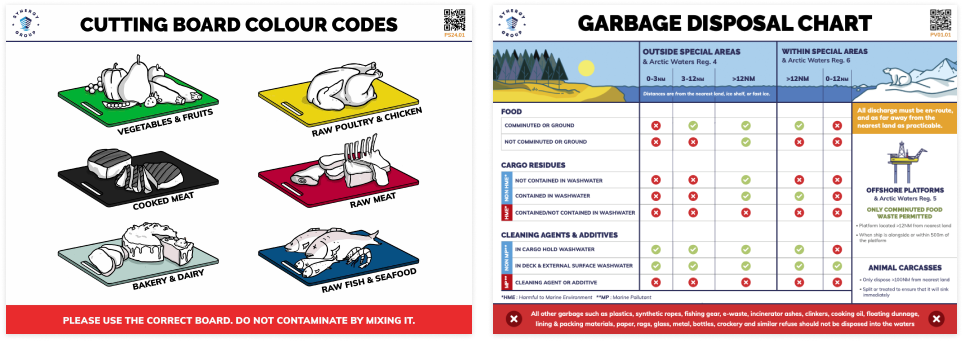 SYNERGY
GROUP
CUTTING BOARD COLOUR CODES
PS24.01
VEGETABLES & FRUITS
RAW POULTRY & CHICKEN
COOKED MEAT
RAW MEAT
BAKERY & DAIRY
RAW FISH & SEAFOOD
PLEASE USE THE CORRECT BOARD. DO NOT CONTAMINATE BY MIXING IT.
SYNERGY
GROUP
GARBAGE DISPOSAL CHART
PV01.01
OUTSIDE SPECIAL AREAS
& Arctic Waters Reg. 4
WITHIN SPECIAL AREAS
& Arctic Waters Reg. 6
0-3NM 3-12NM >12NM >12NM 0-12NM
Distances are from the nearest land, ice shelf, or fast ice.
FOOD
COMMINUTED OR GROUND
NOT COMMINUTED OR GROUND
CARGO RESIDUES
NON HME*
NOT CONTAINED IN WASHWATER
CONTAINED IN WASHWATER
HME*
CONTAINED/NOT CONTAINED IN WASHWATER
CLEANING AGENTS & ADDITIVES
NON MP**
IN CARGO HOLD WASHWATER
IN DECK & EXTERNAL SURFACE WASHWATER
MP**
CLEANING AGENT OR ADDITIVE
*HME : Harmful to Marine Environment **MP : Marine Pollutant
All discharge must be en-route,
and as far away from the
nearest land as practicable.
OFFSHORE PLATFORMS
& Arctic Waters Reg. 5
ONLY COMMINUTED FOOD
WASTE PERMITTED
• Platform located >12NM from nearest land
• When ship is alongside or within 500m of
the platform
ANIMAL CARCASSES
• Only dispose >100NM from nearest land
• Split or treated to ensure that it will sink
immediately
All other garbage such as plastics, synthetic ropes, fishing gear, e-waste, incinerator ashes, clinkers, cooking oil, floating dunnage,
lining & packing materials, paper, rags, glass, metal, bottles, crockery and similar refuse should not be disposed into the waters